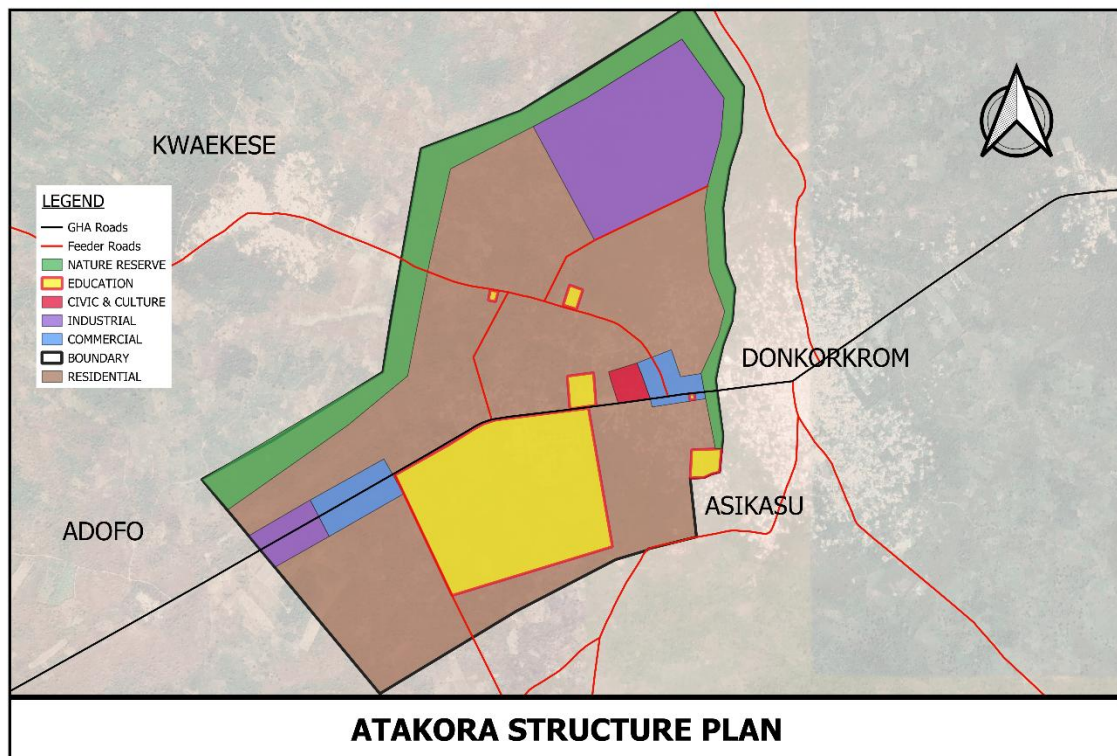 KWAEKESE
LEGEND
GHA Roads
Feeder Roads
NATURE RESERVE
EDUCATION
CIVIC & CULTURE
INDUSTRIAL
COMMERCIAL
BOUNDARY
RESIDENTIAL
DONKORKROM
ASIKASU
ADOFO
ATAKORA STRUCTURE PLAN